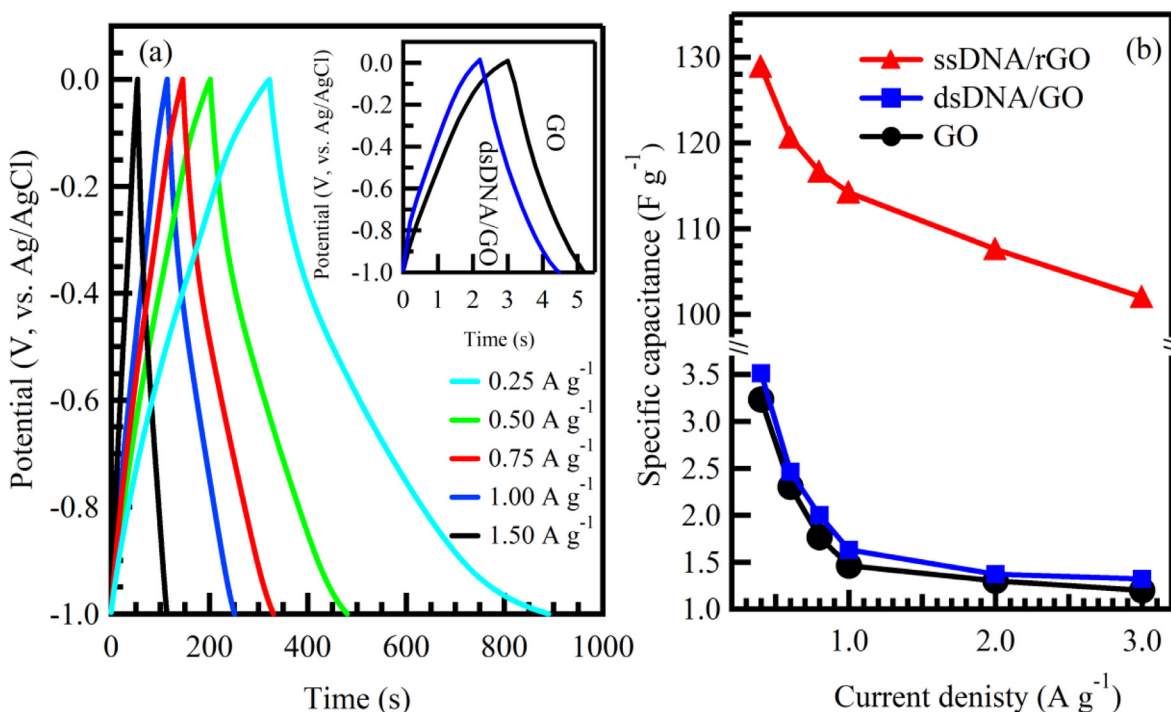 (a)
Potential (V, vs. Ag/AgCl)
0.0
-0.2
-0.4
-0.6
-0.8
-1.0
0 200 400 600 800 1000
Time (s)
Potential (V, vs. Ag/AgCl)
0.0
-0.2
-0.4
-0.6
-0.8
-1.0
0 1 2 3 4 5
Time (s)
dsDNA/GO
GO
0.25 A g⁻¹
0.50 A g⁻¹
0.75 A g⁻¹
1.00 A g⁻¹
1.50 A g⁻¹
(b)
ssDNA/rGO
dsDNA/GO
GO
Specific capacitance (F g⁻¹)
130
120
110
100
3.5
3.0
2.5
2.0
1.5
1.0
1.0 2.0 3.0
Current denisty (A g⁻¹)